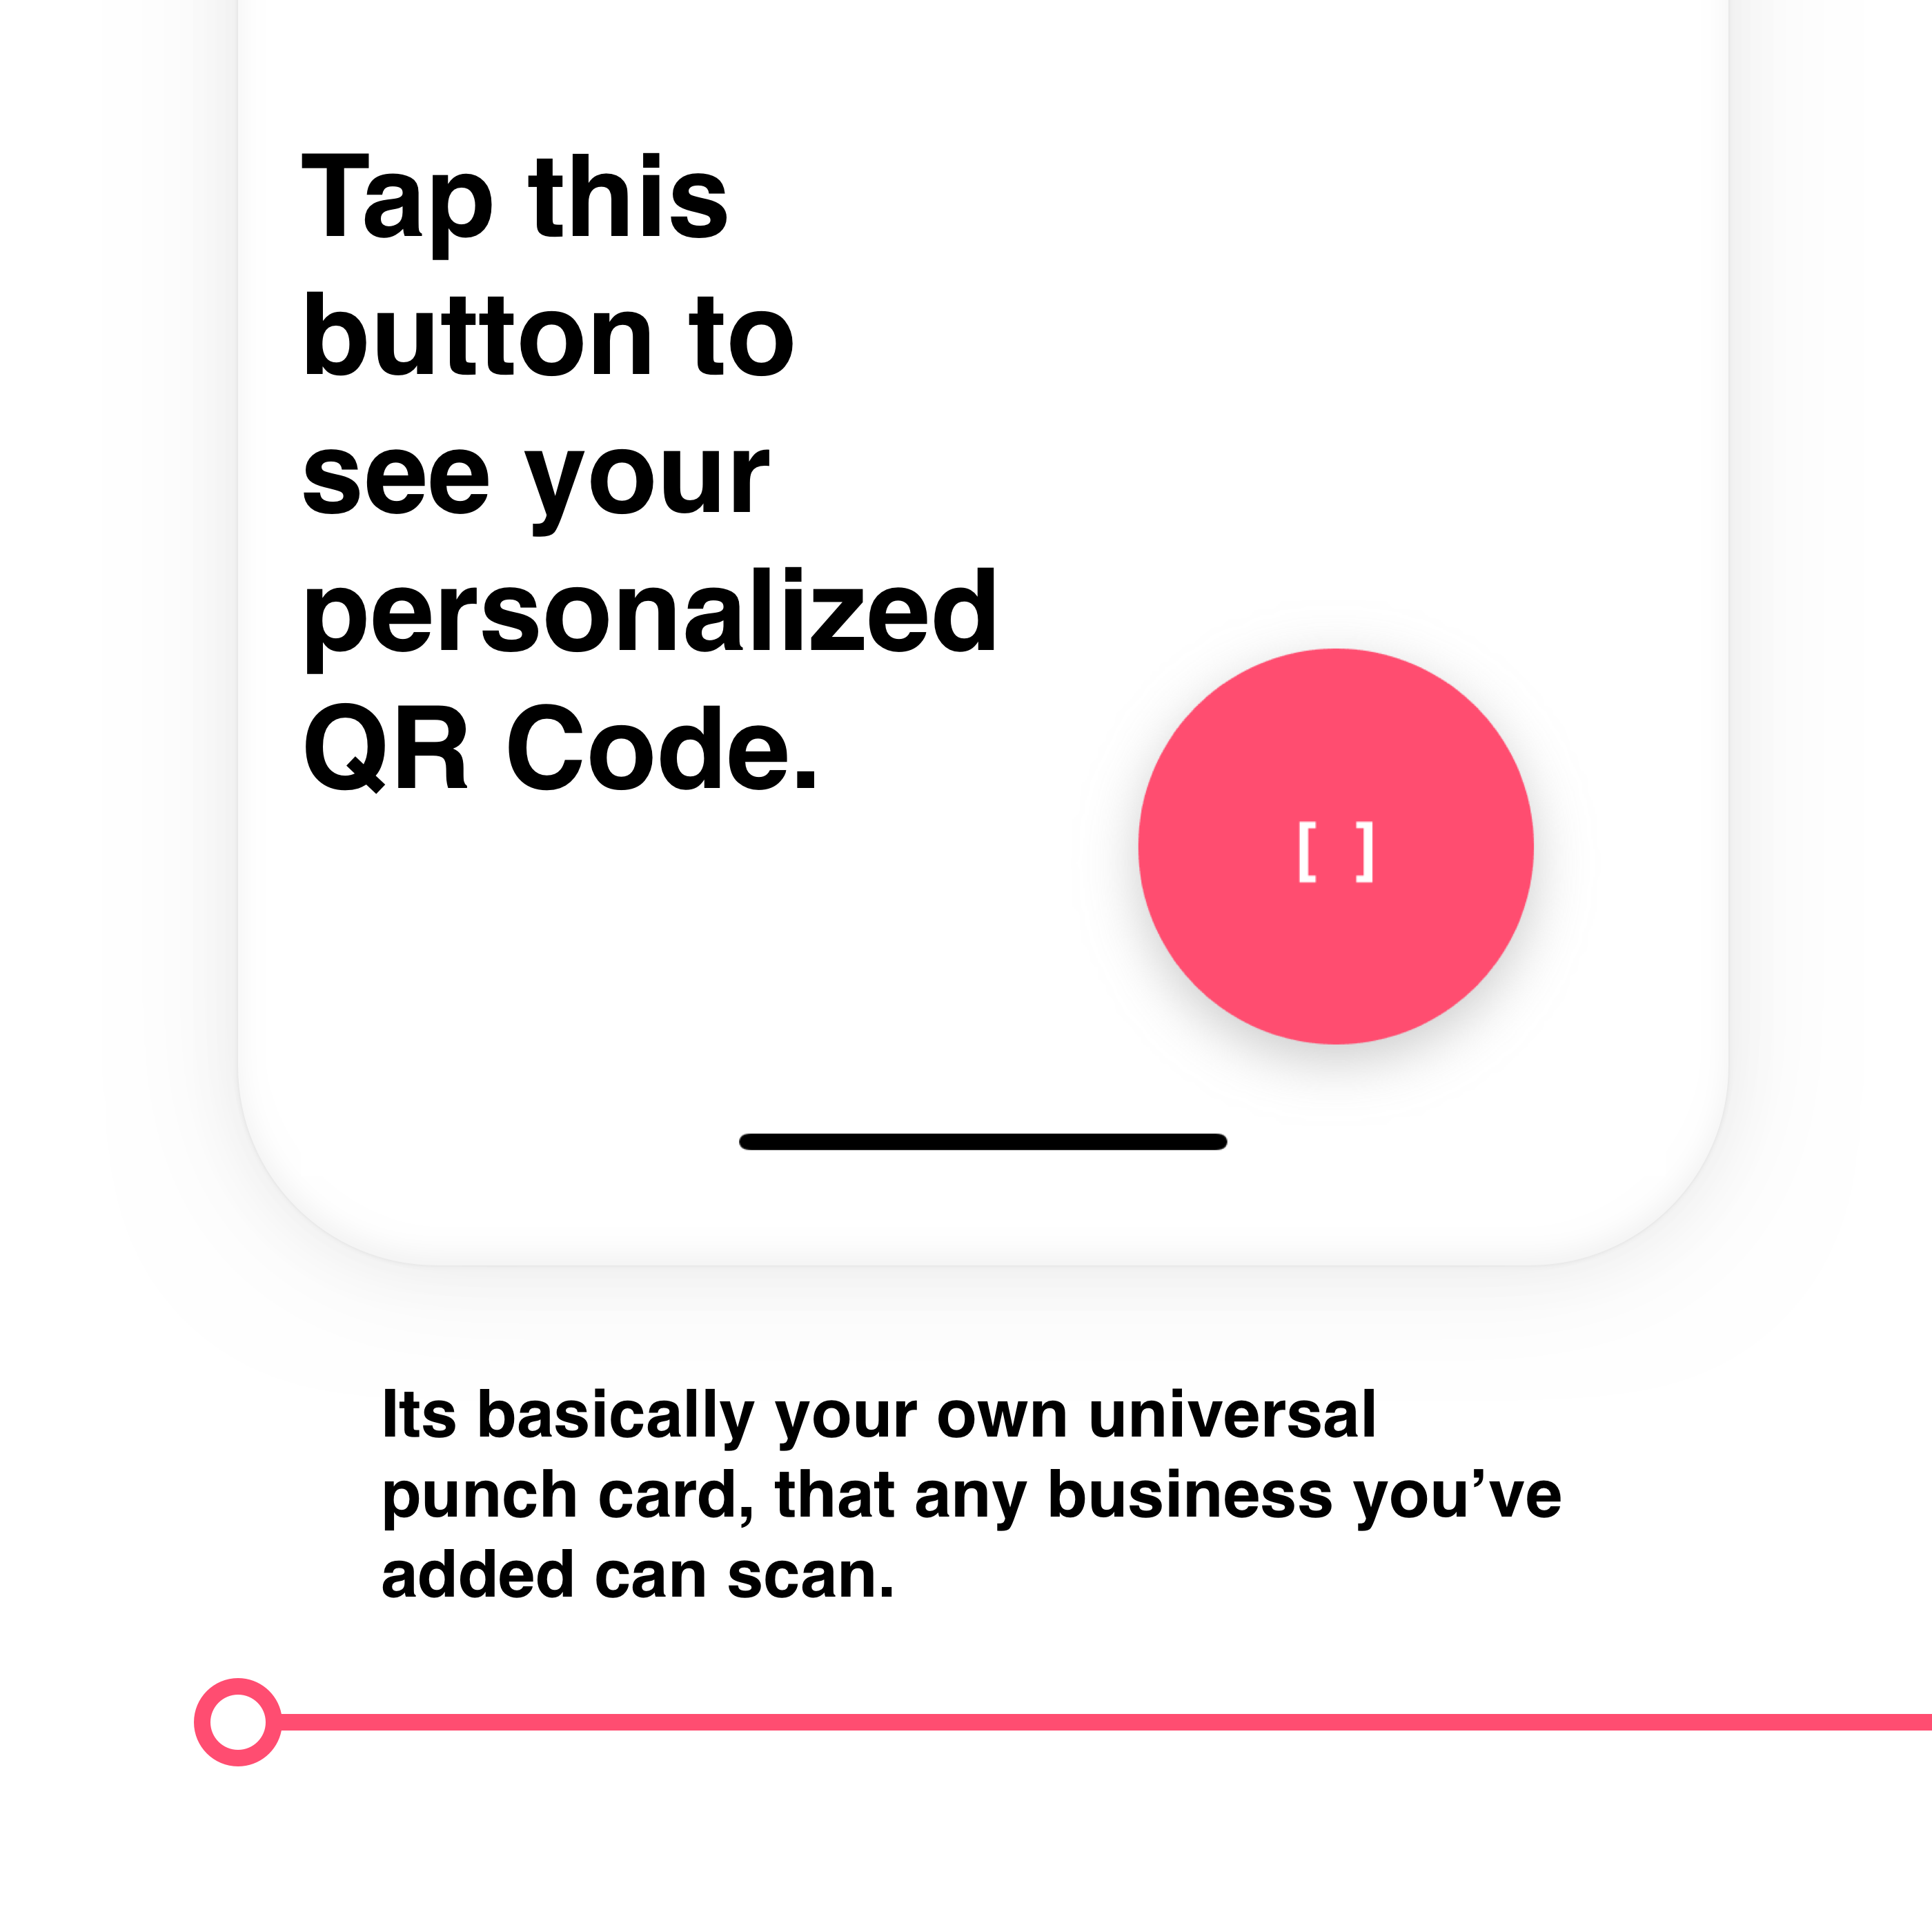 Tap this
button to
see your
personalized
QR Code.
[ ]
Its basically your own universal
punch card, that any business you’ve
added can scan.